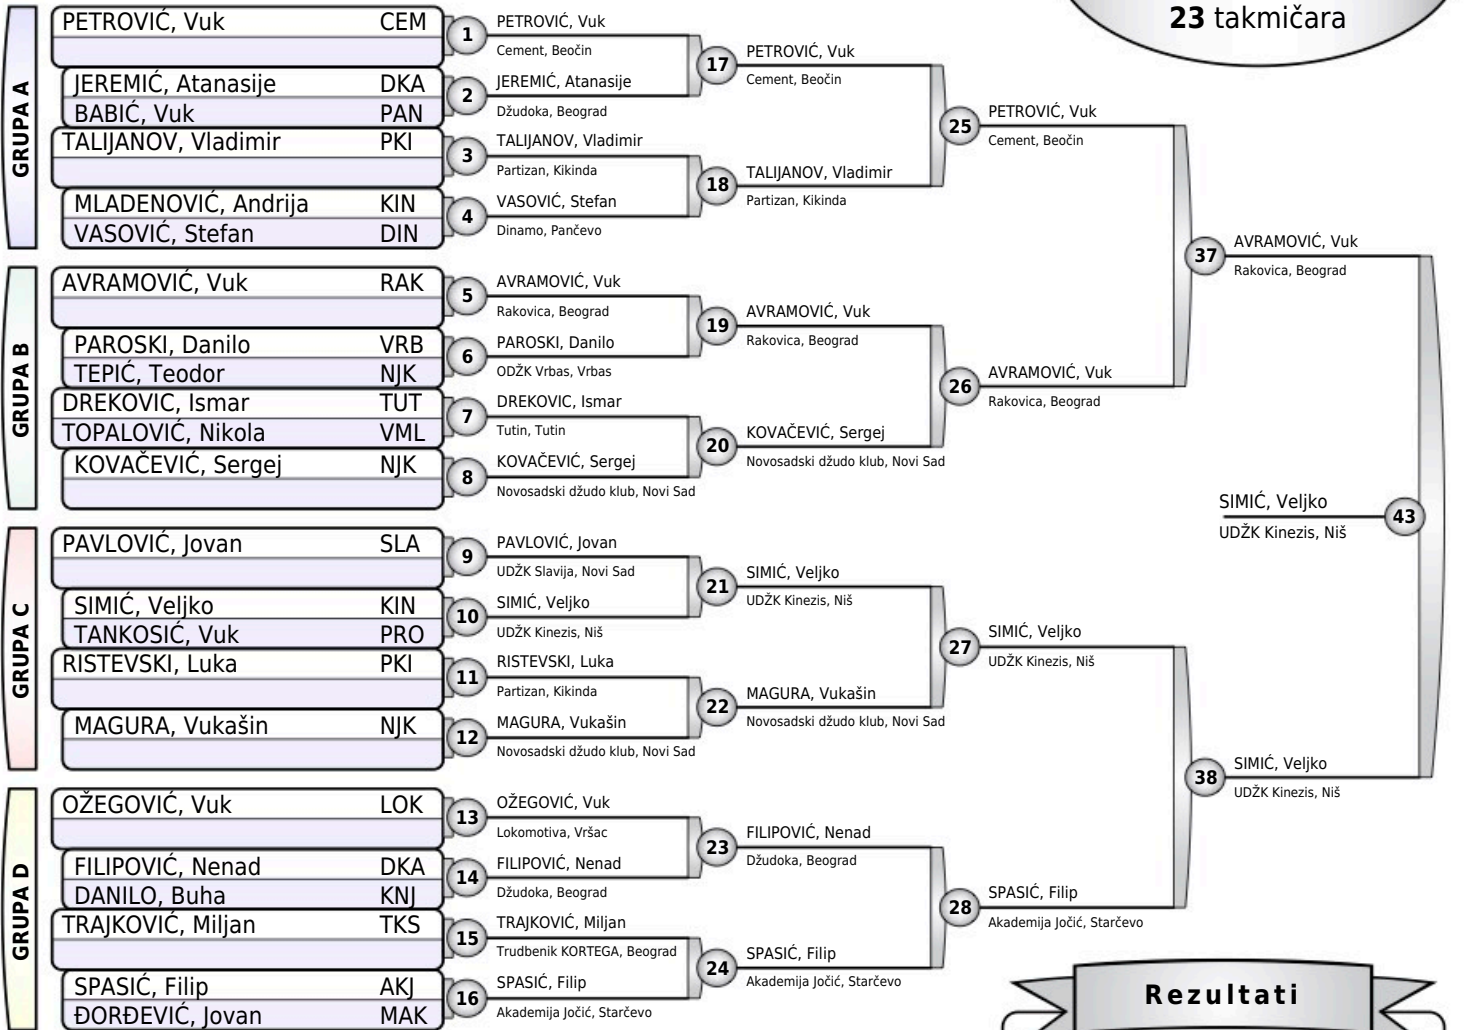 23 takmičara
GRUPA A
PETROVIĆ, Vuk CEM
JEREMIĆ, Atanasije DKA
BABIĆ, Vuk PAN
TALIJANOV, Vladimir PKI
MLADENOVIĆ, Andrija KIN
VASOVIĆ, Stefan DIN
GRUPA B
AVRAMOVIĆ, Vuk RAK
PAROSKI, Danilo VRB
TEPIĆ, Teodor NJK
DREKOVIC, Ismar TUT
TOPALOVIĆ, Nikola VML
KOVAČEVIĆ, Sergej NJK
GRUPA C
PAVLOVIĆ, Jovan SLA
SIMIĆ, Veljko KIN
TANKOSIĆ, Vuk PRO
RISTEVSKI, Luka PKI
MAGURA, Vukašin NJK
GRUPA D
OŽEGOVIĆ, Vuk LOK
FILIPOVIĆ, Nenad DKA
DANILO, Buha KNJ
TRAJKOVIĆ, Miljan TKS
SPASIĆ, Filip AKJ
ĐORĐEVIĆ, Jovan MAK
1 PETROVIĆ, Vuk
Cement, Beočin
2 JEREMIĆ, Atanasije
Džudoka, Beograd
3 TALIJANOV, Vladimir
Partizan, Kikinda
4 VASOVIĆ, Stefan
Dinamo, Pančevo
5 AVRAMOVIĆ, Vuk
Rakovica, Beograd
6 PAROSKI, Danilo
ODŽK Vrbas, Vrbas
7 DREKOVIC, Ismar
Tutin, Tutin
8 KOVAČEVIĆ, Sergej
Novosadski džudo klub, Novi Sad
9 PAVLOVIĆ, Jovan
UDŽK Slavija, Novi Sad
10 SIMIĆ, Veljko
UDŽK Kinezis, Niš
11 RISTEVSKI, Luka
Partizan, Kikinda
12 MAGURA, Vukašin
Novosadski džudo klub, Novi Sad
13 OŽEGOVIĆ, Vuk
Lokomotiva, Vršac
14 FILIPOVIĆ, Nenad
Džudoka, Beograd
15 TRAJKOVIĆ, Miljan
Trudbenik KORTEGA, Beograd
16 SPASIĆ, Filip
Akademija Jočić, Starčevo
17 PETROVIĆ, Vuk
Cement, Beočin
18 TALIJANOV, Vladimir
Partizan, Kikinda
19 AVRAMOVIĆ, Vuk
Rakovica, Beograd
20 KOVAČEVIĆ, Sergej
Novosadski džudo klub, Novi Sad
21 SIMIĆ, Veljko
UDŽK Kinezis, Niš
22 MAGURA, Vukašin
Novosadski džudo klub, Novi Sad
23 FILIPOVIĆ, Nenad
Džudoka, Beograd
24 SPASIĆ, Filip
Akademija Jočić, Starčevo
25 PETROVIĆ, Vuk
Cement, Beočin
26 AVRAMOVIĆ, Vuk
Rakovica, Beograd
27 SIMIĆ, Veljko
UDŽK Kinezis, Niš
28 SPASIĆ, Filip
Akademija Jočić, Starčevo
37 AVRAMOVIĆ, Vuk
Rakovica, Beograd
38 SIMIĆ, Veljko
UDŽK Kinezis, Niš
SIMIĆ, Veljko 43
UDŽK Kinezis, Niš
Rezultati